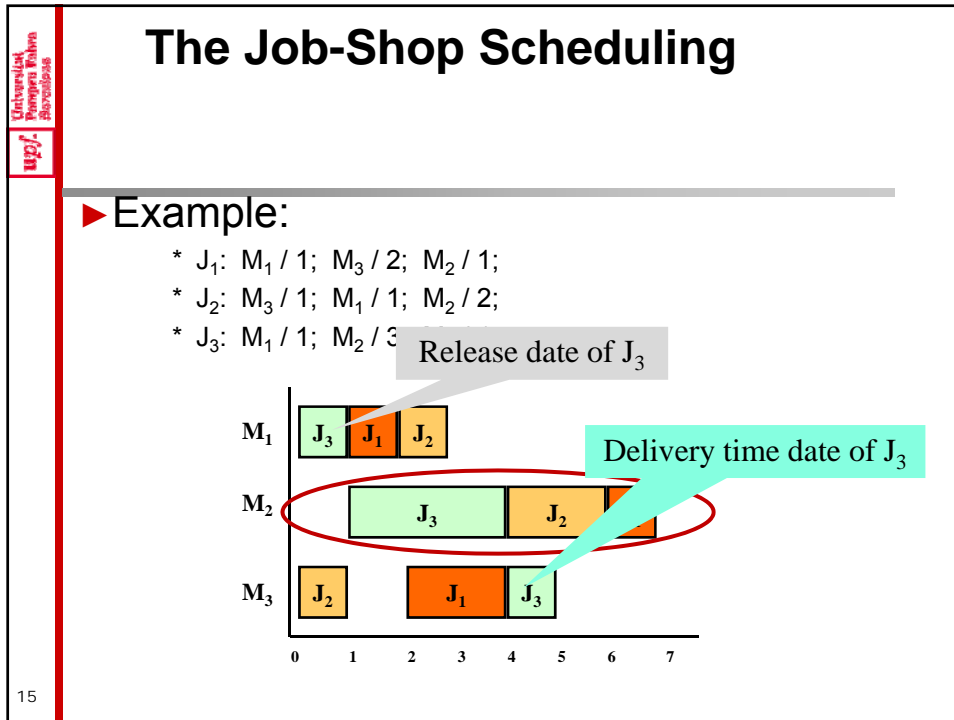 The Job-Shop Scheduling
Universitat
Pompeu Fabra
Barcelona
upf.
►Example:
* J₁: M₁ / 1; M₃ / 2; M₂ / 1;
* J₂: M₃ / 1; M₁ / 1; M₂ / 2;
* J₃: M₁ / 1; M₂ / 3
Release date of J₃
M₁ J₃ J₁ J₂
Delivery time date of J₃
M₂ J₃ J₂
M₃ J₂ J₁ J₃
0 1 2 3 4 5 6 7
15